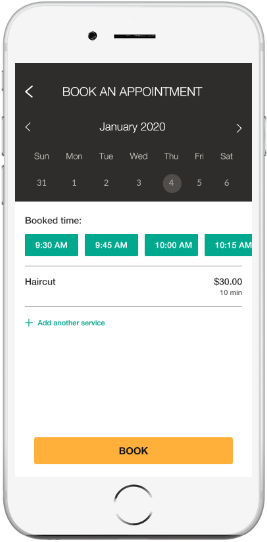 BOOK AN APPOINTMENT
January 2020
Sun Mon Tue Wed Thu Fri Sat
31 1 2 3 4 5 6
Booked time:
9:30 AM 9:45 AM 10:00 AM 10:15 AM
Haircut $30.00
10 min
+ Add another service
BOOK